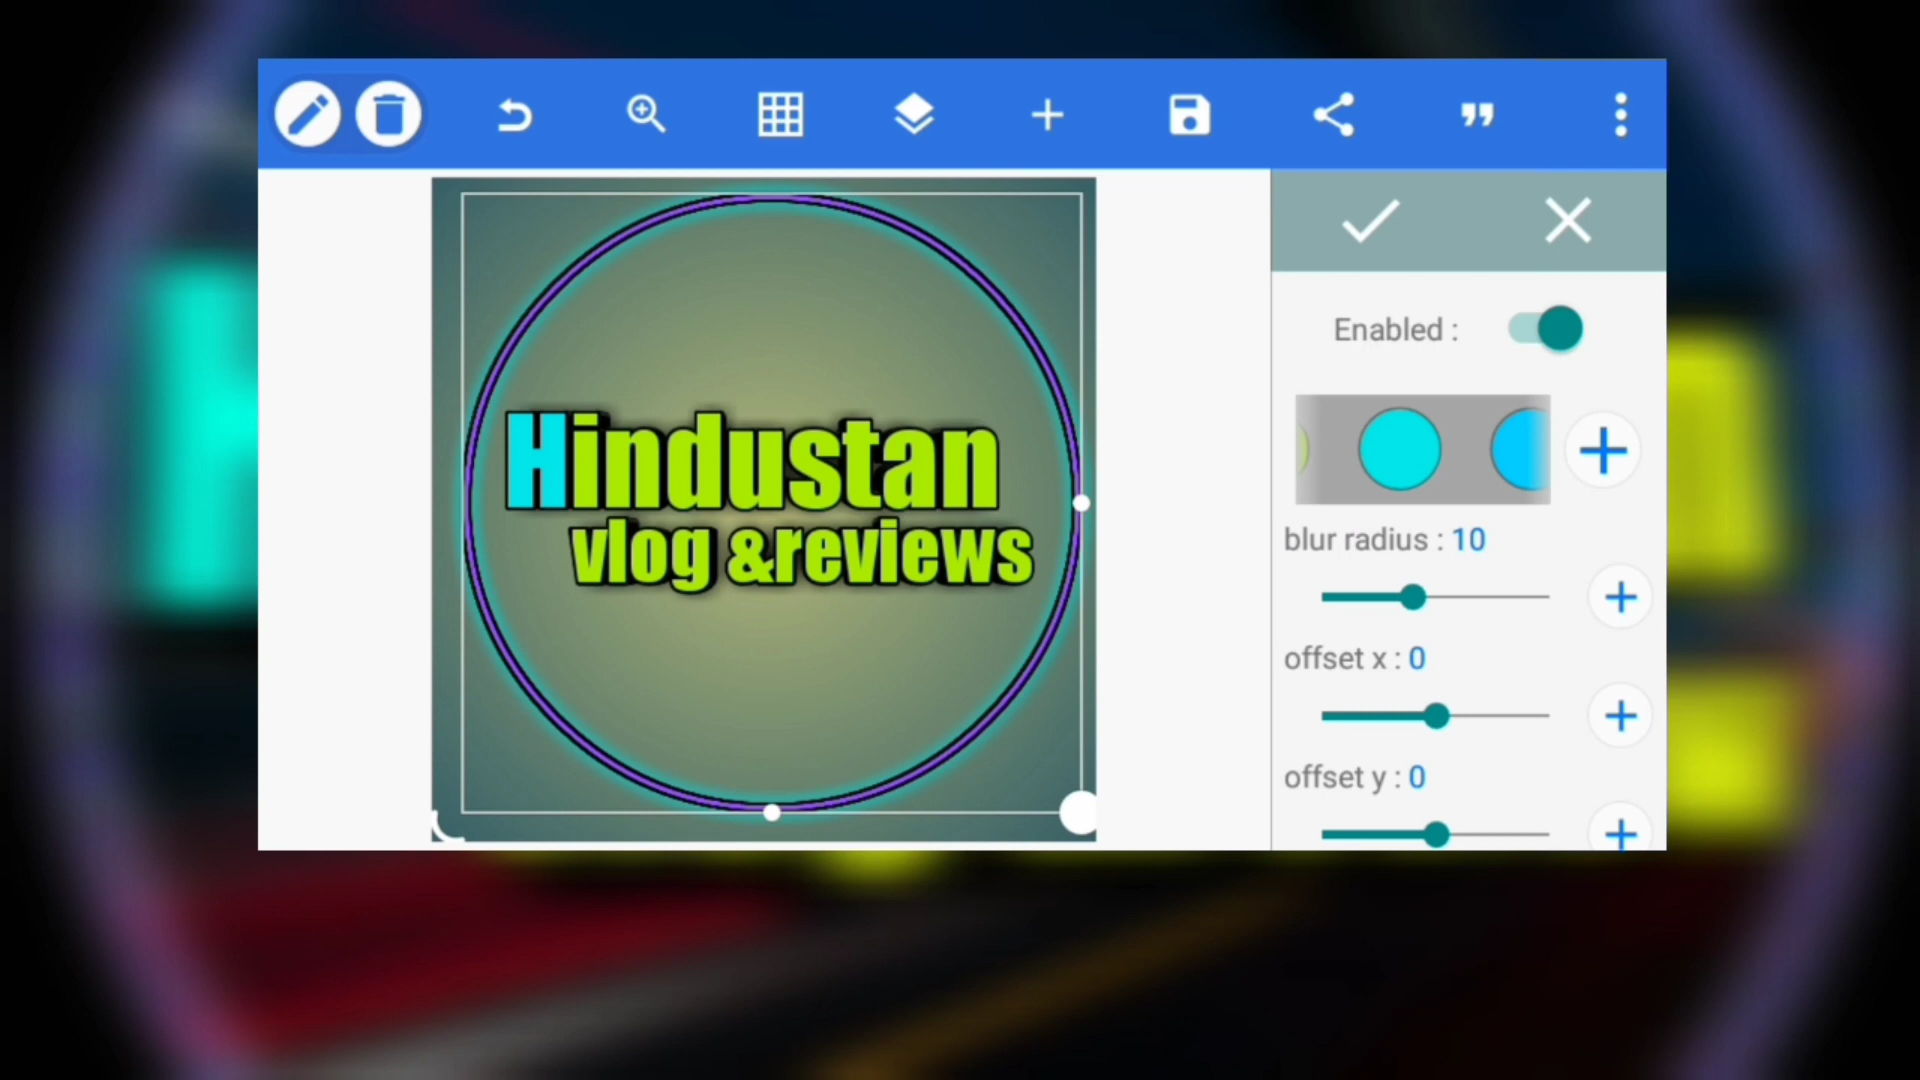 Hindustan
vlog &reviews
Enabled :
blur radius : 10
offset x : 0
offset y : 0